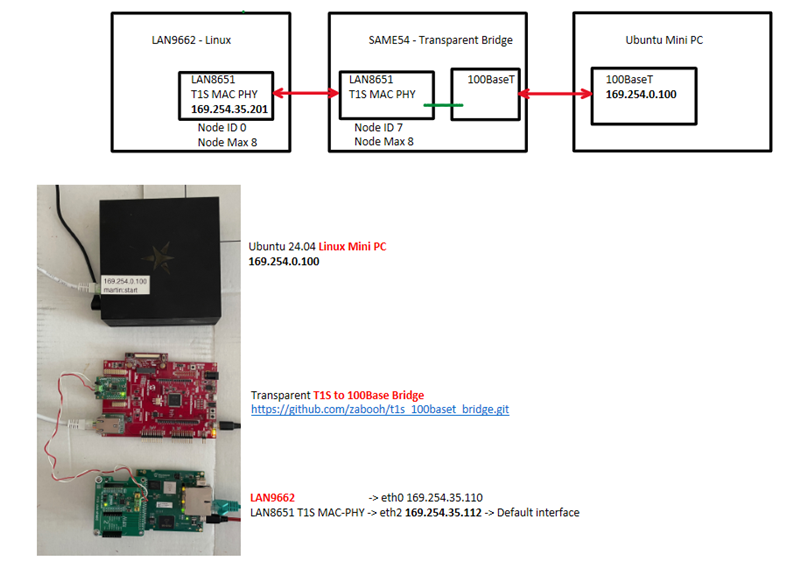 LAN9662 - Linux
SAME54 - Transparent Bridge
Ubuntu Mini PC
LAN8651
T1S MAC PHY
169.254.35.201
LAN8651
T1S MAC PHY
100BaseT
100BaseT
169.254.0.100
Node ID 0
Node Max 8
Node ID 7
Node Max 8
Ubuntu 24.04 Linux Mini PC
169.254.0.100
169.254.0.100
martin:start
Transparent T1S to 100Base Bridge
https://github.com/zabooh/t1s_100baset_bridge.git
LAN9662 -> eth0 169.254.35.110
LAN8651 T1S MAC-PHY -> eth2 169.254.35.112 -> Default interface